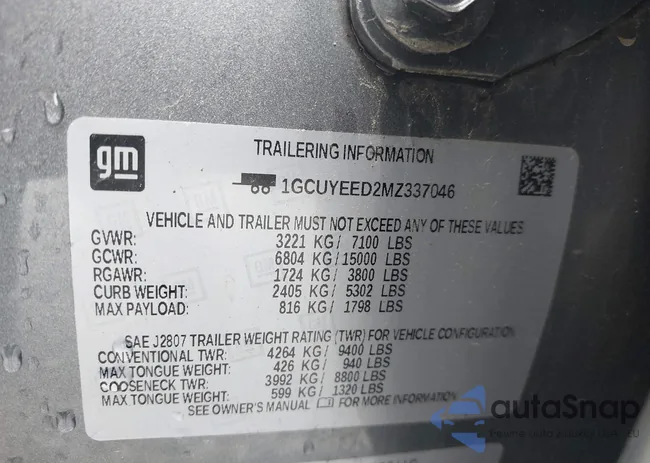 gm
TRAILERING INFORMATION
1GCUYEED2MZ337046
VEHICLE AND TRAILER MUST NOT EXCEED ANY OF THESE VALUES
GVWR: 3221 KG/ 7100 LBS
GCWR: 6804 KG/15000 LBS
RGAWR: 1724 KG/ 3800 LBS
CURB WEIGHT: 2405 KG/ 5302 LBS
MAX PAYLOAD: 816 KG/ 1798 LBS
SAE J2807 TRAILER WEIGHT RATING (TWR) FOR VEHICLE CONFIGURATION
CONVENTIONAL TWR: 4264 KG/ 9400 LBS
MAX TONGUE WEIGHT: 426 KG/ 940 LBS
GOOSENECK TWR: 3992 KG/ 8800 LBS
MAX TONGUE WEIGHT: 599 KG/ 1320 LBS
SEE OWNER'S MANUAL FOR MORE INFORMATION
autaSnap